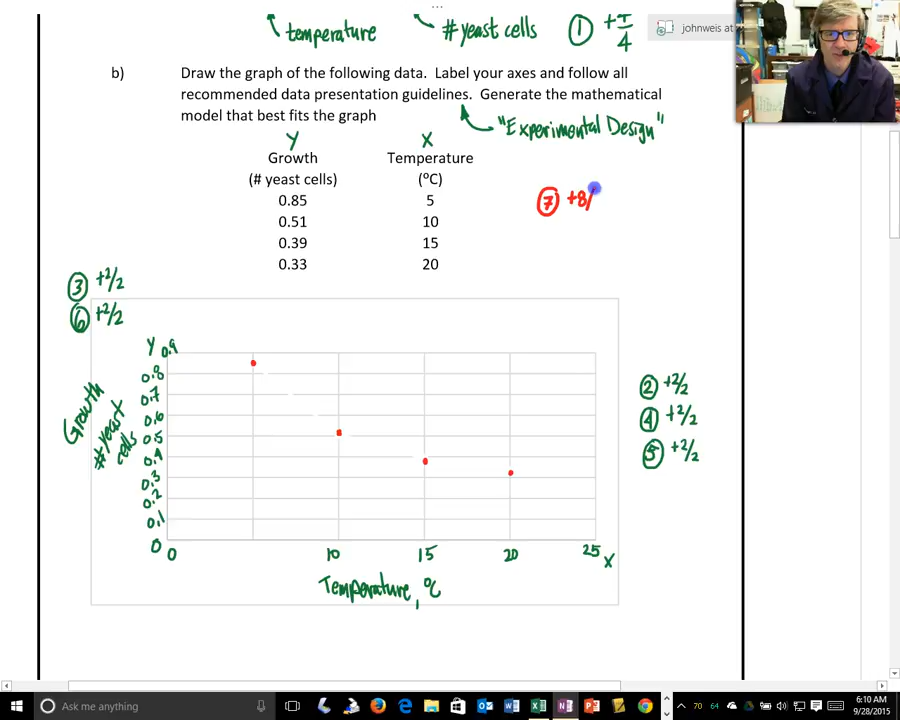 temperature
# yeast cells
① + ⁴/4
johnweis at
b)
Draw the graph of the following data. Label your axes and follow all
recommended data presentation guidelines. Generate the mathematical
model that best fits the graph
"Experimental Design"
Y X
Growth Temperature
(# yeast cells) (°C)
0.85 5
0.51 10
0.39 15
0.33 20
⑦ +8/
③ +2/2
⑥ +2/2
Y 0.9
0.8
0.7
0.6
0.5
0.4
0.3
0.2
0.1
0
Growth
# yeast
cells
② +2/2
④ +2/2
⑤ +2/2
0 10 15 20 25 X
Temperature, °C
Ask me anything
70 64
6:10 AM
9/28/2015